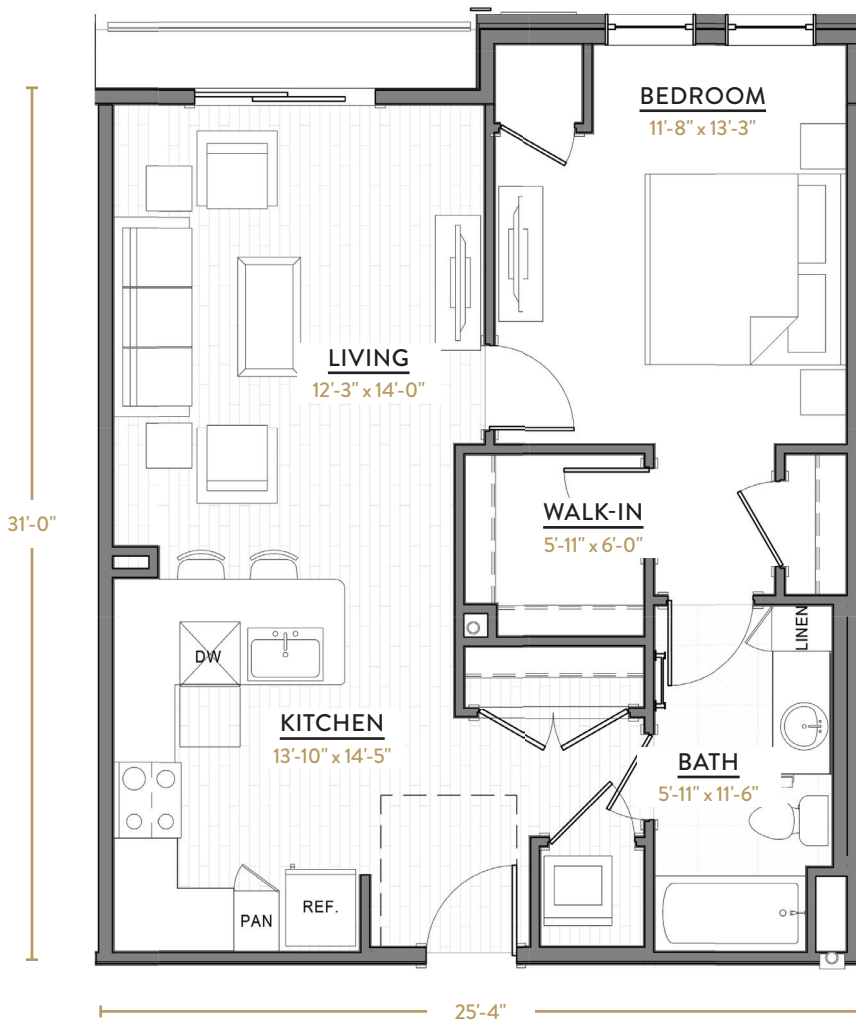 BEDROOM
11'-8" x 13'-3"
LIVING
12'-3" x 14'-0"
31'-0"
WALK-IN
5'-11" x 6'-0"
LINEN
DW
KITCHEN
13'-10" x 14'-5"
BATH
5'-11" x 11'-6"
PAN
REF.
25'-4"